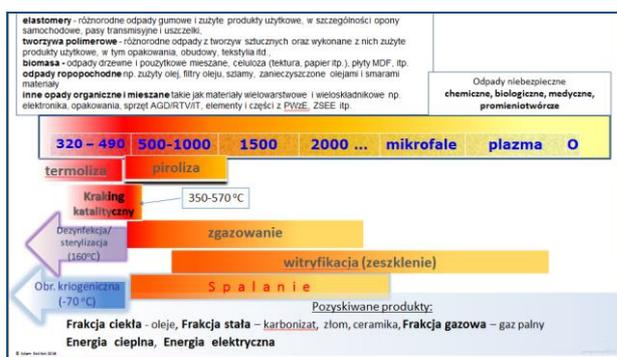 elastomery - różnorodne odpady gumowe i zużyte produkty użytkowe, w szczególności opony
samochodowe, pasy transmisyjne i uszczelki,
tworzywa polimerowe - różnorodne odpady z tworzyw sztucznych oraz wykonane z nich zużyte
produkty użytkowe, w tym opakowania, obudowy, tekstylia itd.,
biomasa - odpady drzewne i poużytkowe mieszane, celuloza (tektura, papier itp.), płyty MDF, itp.
odpady ropopochodne np. zużyty olej, filtry oleju, szlamy, zanieczyszczone olejami i smarami
materiały
inne odpady organiczne i mieszane takie jak materiały wielowarstwowe i wieloskładnikowe np.
elektronika, opakowania, sprzęt AGD/RTV/IT, elementy i części z PWzE, ZSEE itp.
Odpady niebezpieczne
chemiczne, biologiczne, medyczne,
promieniotwórcze
320 – 490 500-1000 1500 2000 ... mikrofale plazma O
termoliza piroliza
Kraking
katalityczny
350-570 °C
Dezynfekcja/
sterylizacja
(160°C)
zgazowanie
witryfikacja (zeszklenie)
Obr. kriogeniczna
(-70 °C)
Spalanie
Pozyskiwane produkty:
Frakcja ciekła - oleje, Frakcja stała – karbonizat, złom, ceramika, Frakcja gazowa – gaz palny
Energia cieplna, Energia elektryczna